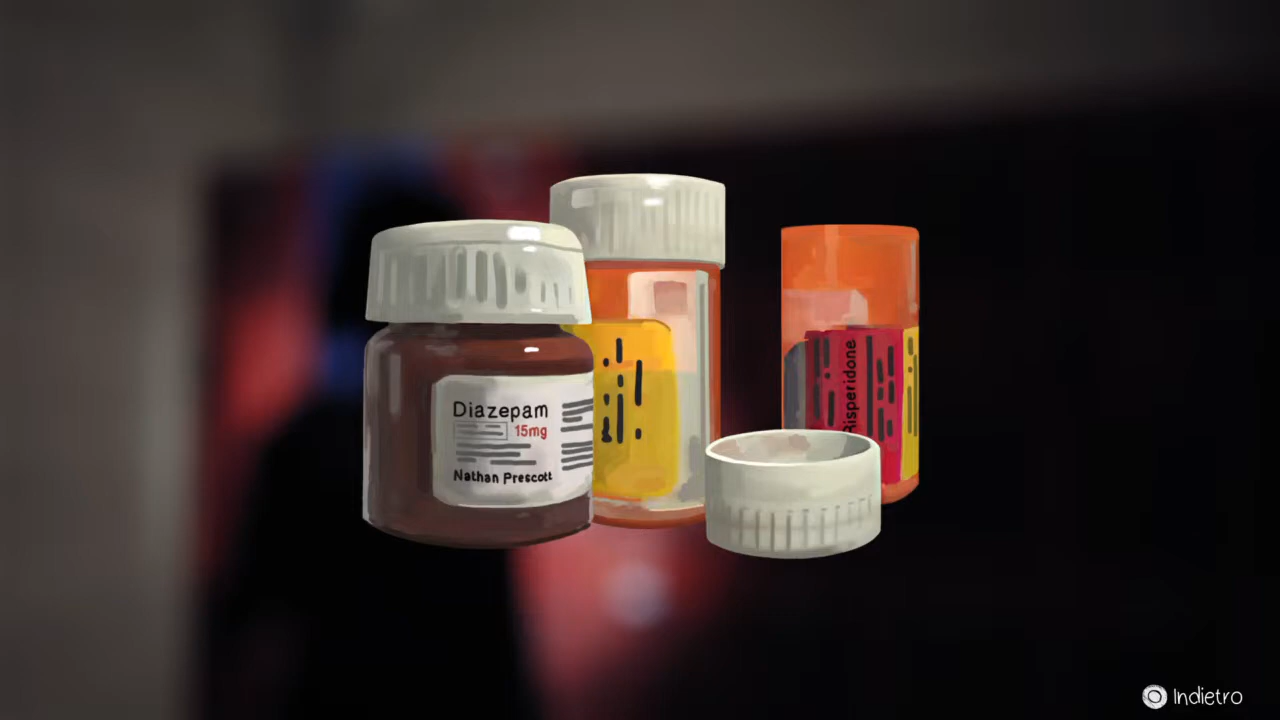 Diazepam
15mg
Nathan Prescott
Risperidone
Indietro